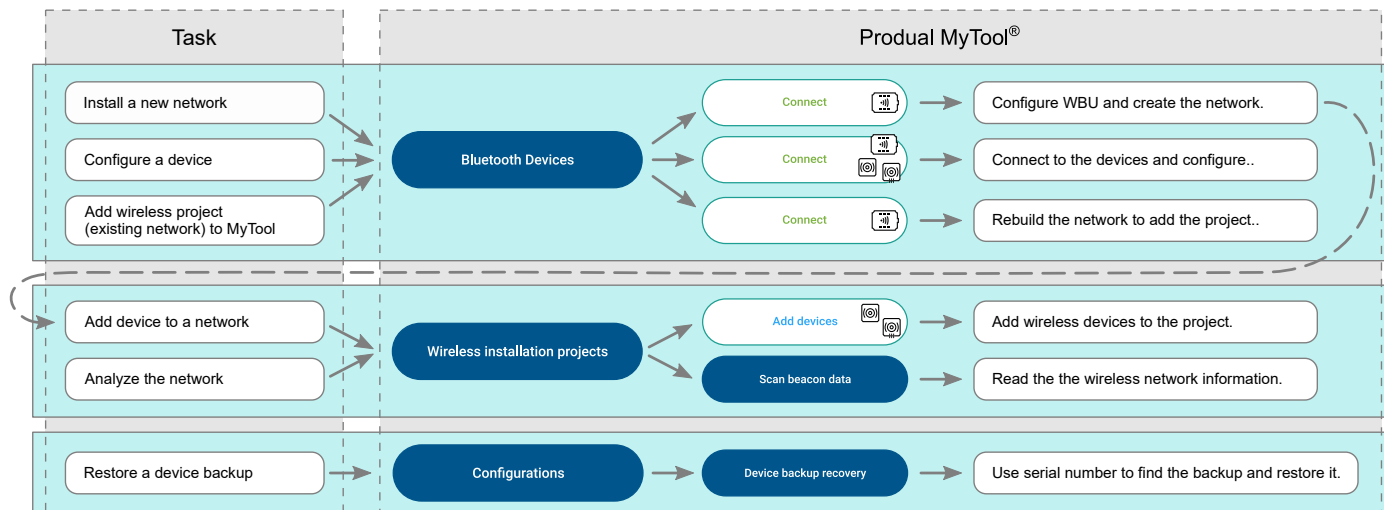 Task
Produal MyTool®
Install a new network
Connect
Configure WBU and create the network.
Configure a device
Bluetooth Devices
Connect
Connect to the devices and configure..
Add wireless project
(existing network) to MyTool
Connect
Rebuild the network to add the project..
Add device to a network
Add devices
Add wireless devices to the project.
Wireless installation projects
Analyze the network
Scan beacon data
Read the the wireless network information.
Restore a device backup
Configurations
Device backup recovery
Use serial number to find the backup and restore it.